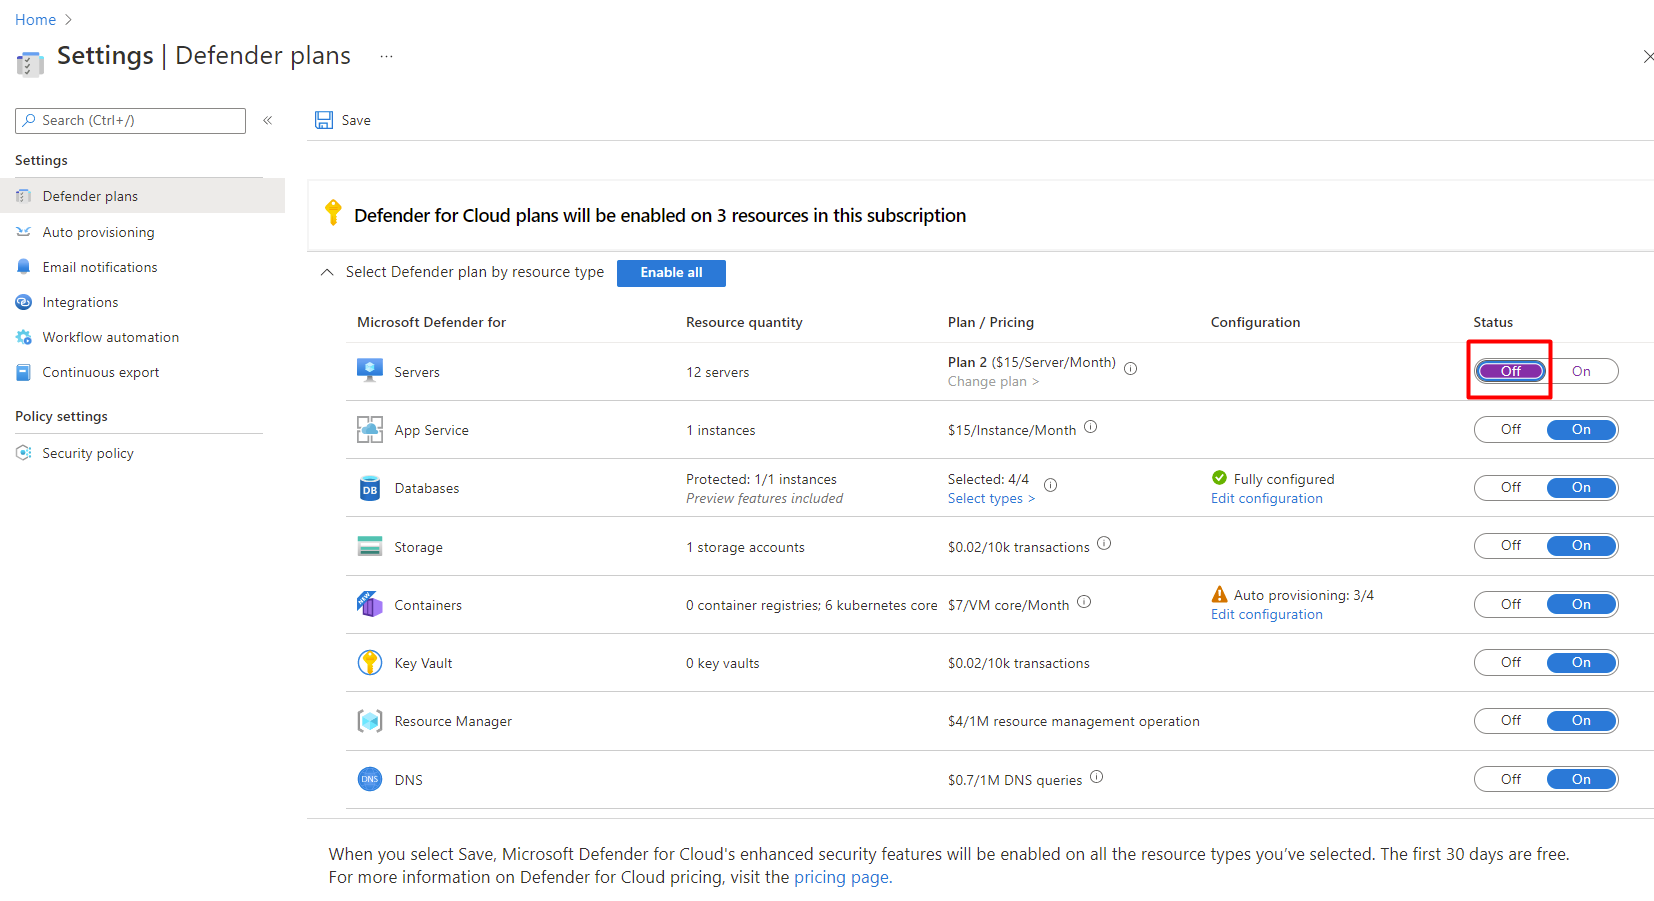 Home >
Settings | Defender plans ...
Search (Ctrl+/) «
Save
Settings
Defender plans
Auto provisioning
Email notifications
Integrations
Workflow automation
Continuous export
Policy settings
Security policy
Defender for Cloud plans will be enabled on 3 resources in this subscription
Select Defender plan by resource type Enable all
Microsoft Defender for Resource quantity Plan / Pricing Configuration Status
Servers 12 servers Plan 2 ($15/Server/Month) Off On
Change plan >
App Service 1 instances $15/Instance/Month Off On
Databases Protected: 1/1 instances Selected: 4/4 Fully configured Off On
Preview features included Select types > Edit configuration
Storage 1 storage accounts $0.02/10k transactions Off On
Containers 0 container registries; 6 kubernetes core $7/VM core/Month Auto provisioning: 3/4 Off On
Edit configuration
Key Vault 0 key vaults $0.02/10k transactions Off On
Resource Manager $4/1M resource management operation Off On
DNS $0.7/1M DNS queries Off On
When you select Save, Microsoft Defender for Cloud's enhanced security features will be enabled on all the resource types you've selected. The first 30 days are free.
For more information on Defender for Cloud pricing, visit the pricing page.